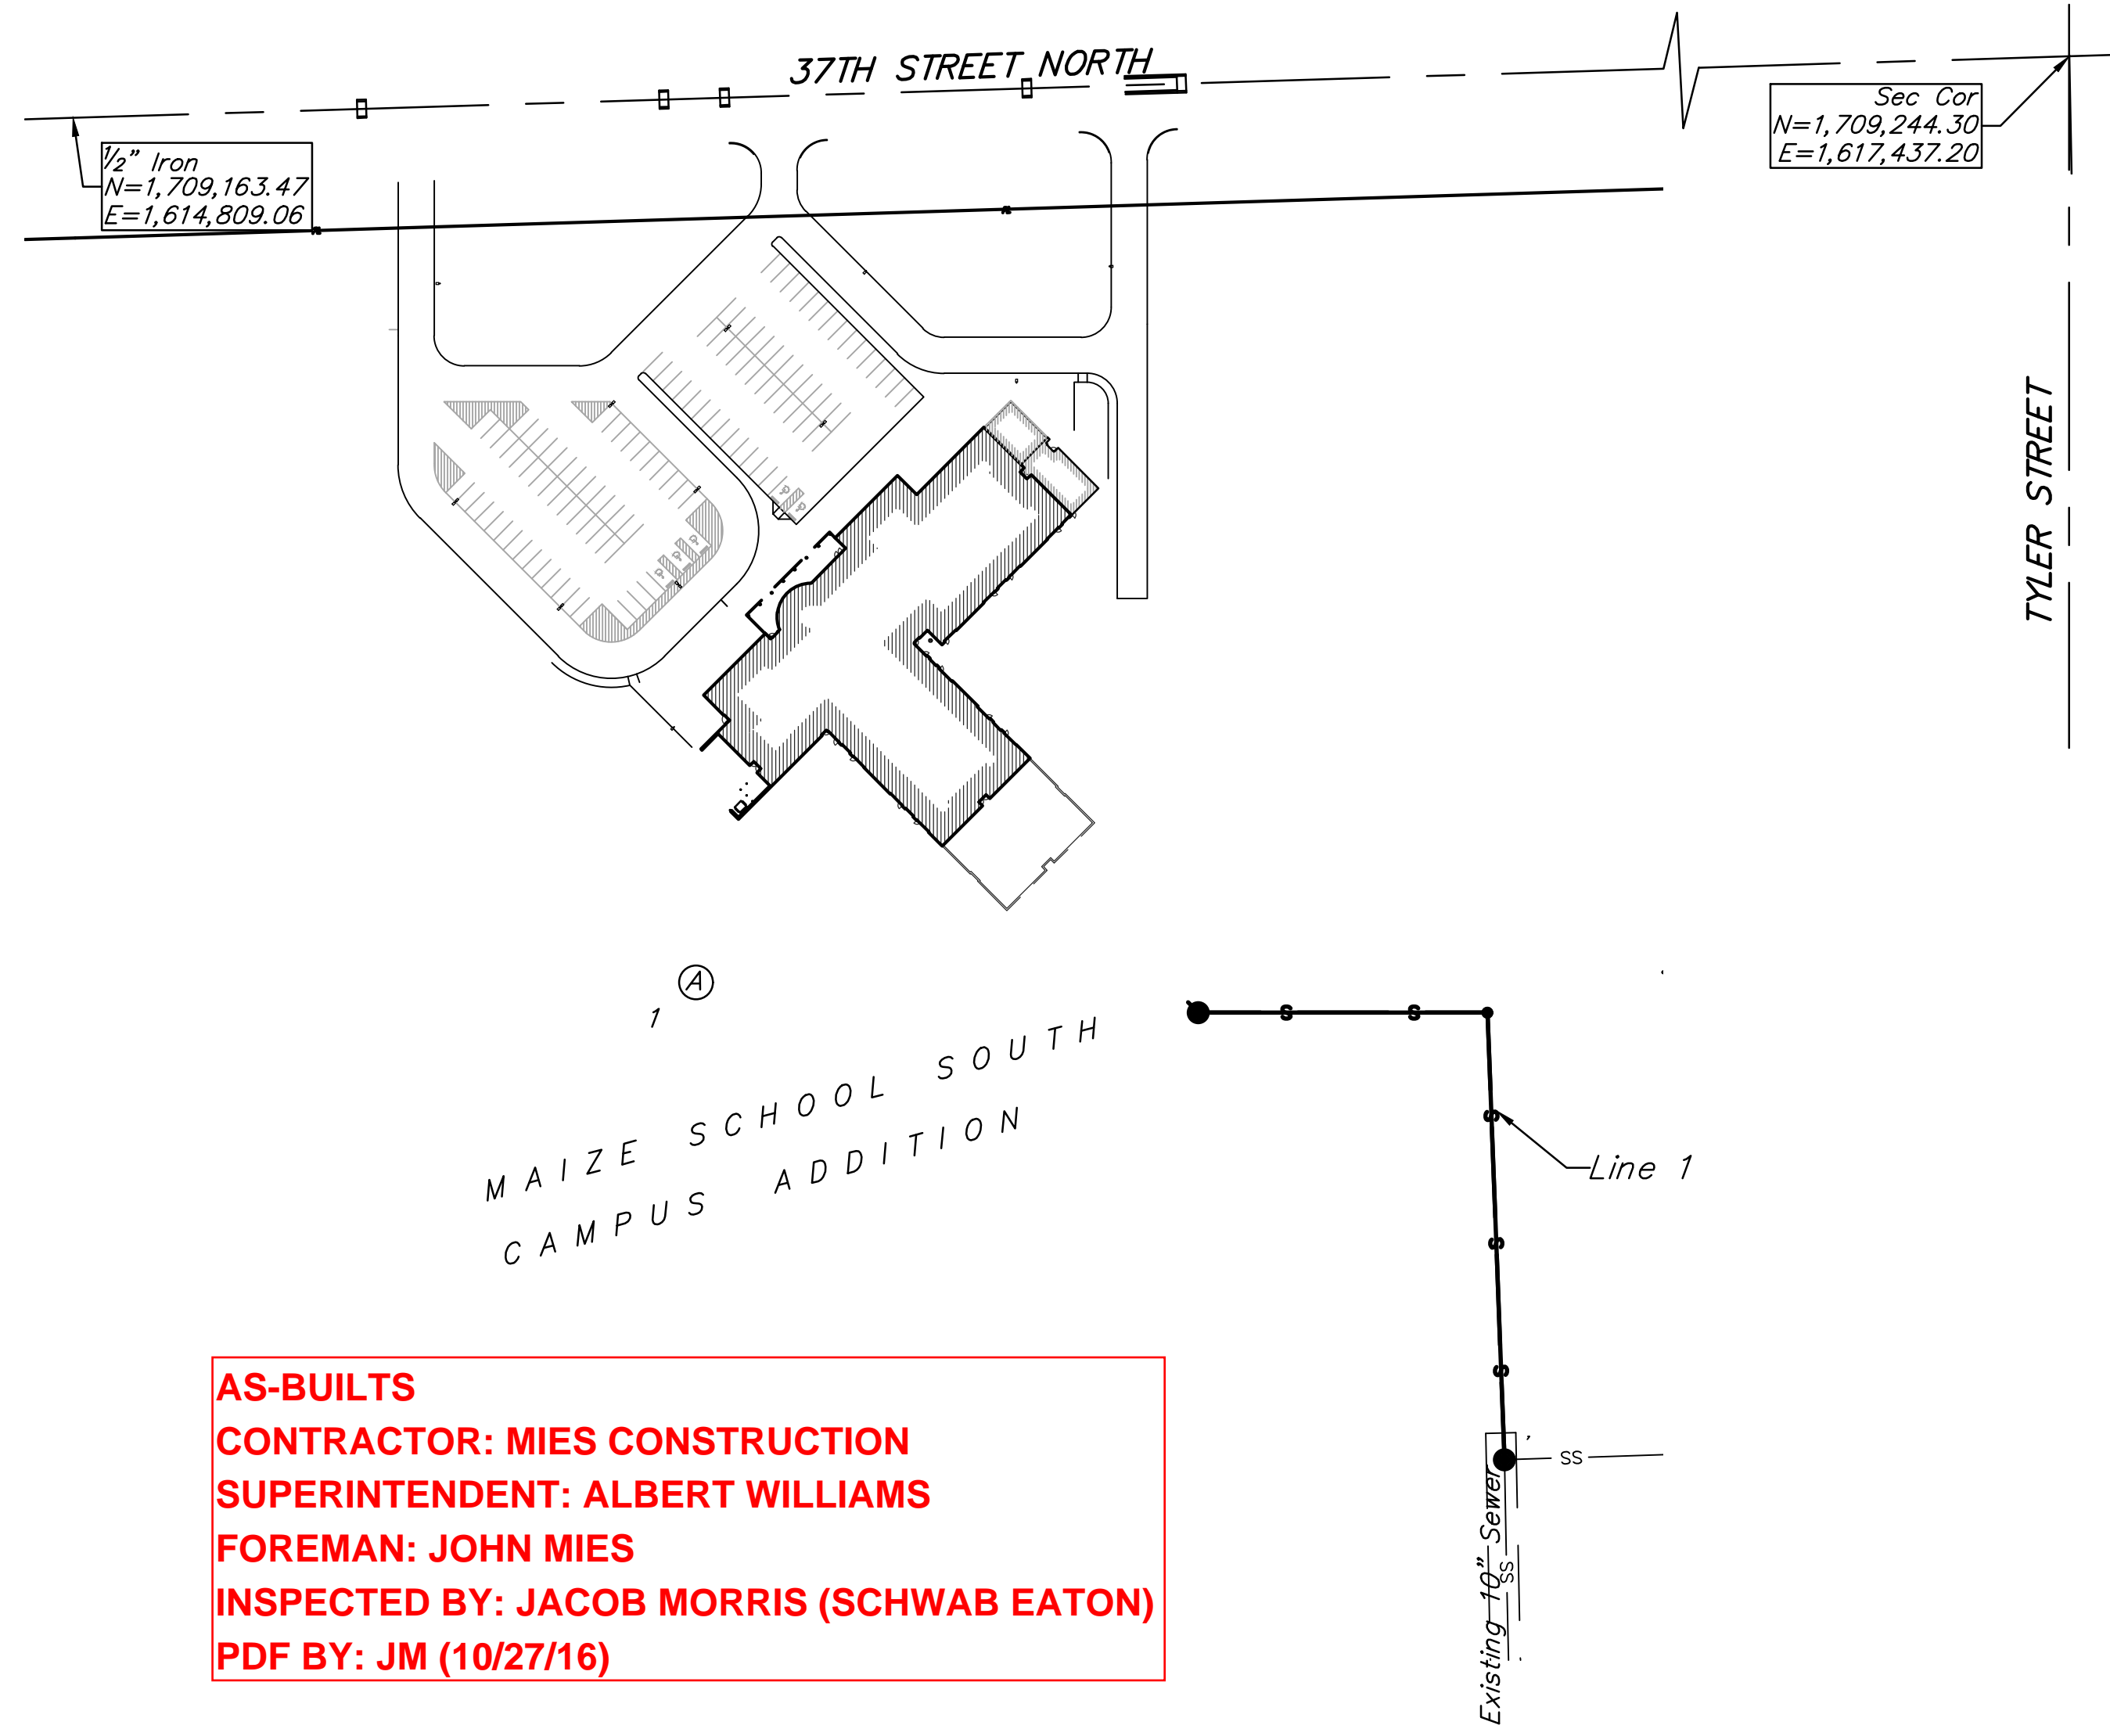 37TH STREET NORTH
Sec Cor
N=1,709,244.30
E=1,617,437.20
1/2" Iron
N=1,709,163.47
E=1,614,809.06
TYLER STREET
A
1
MAIZE SCHOOL SOUTH
CAMPUS ADDITION
S S
S
S
S
Line 1
SS
SS
Existing 10" Sewer
AS-BUILTS
CONTRACTOR: MIES CONSTRUCTION
SUPERINTENDENT: ALBERT WILLIAMS
FOREMAN: JOHN MIES
INSPECTED BY: JACOB MORRIS (SCHWAB EATON)
PDF BY: JM (10/27/16)